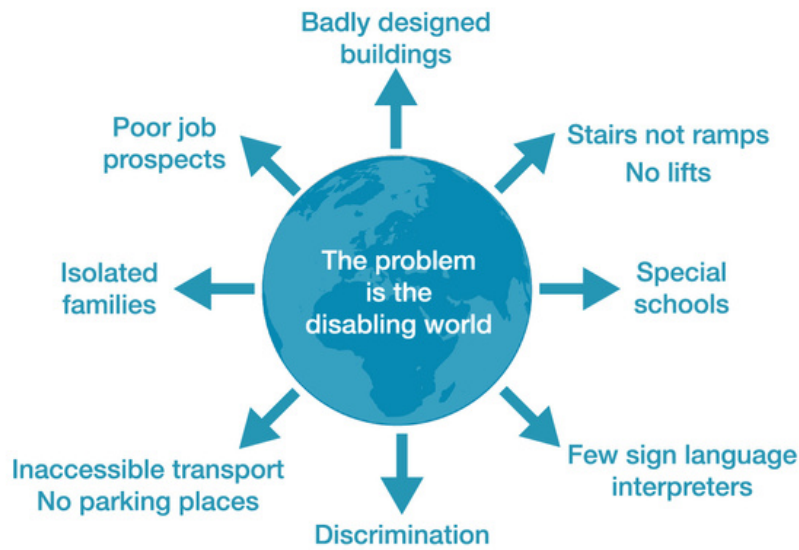 Badly designed
buildings
Poor job
prospects
Stairs not ramps
No lifts
Isolated
families
The problem
is the
disabling world
Special
schools
Inaccessible transport
No parking places
Few sign language
interpreters
Discrimination